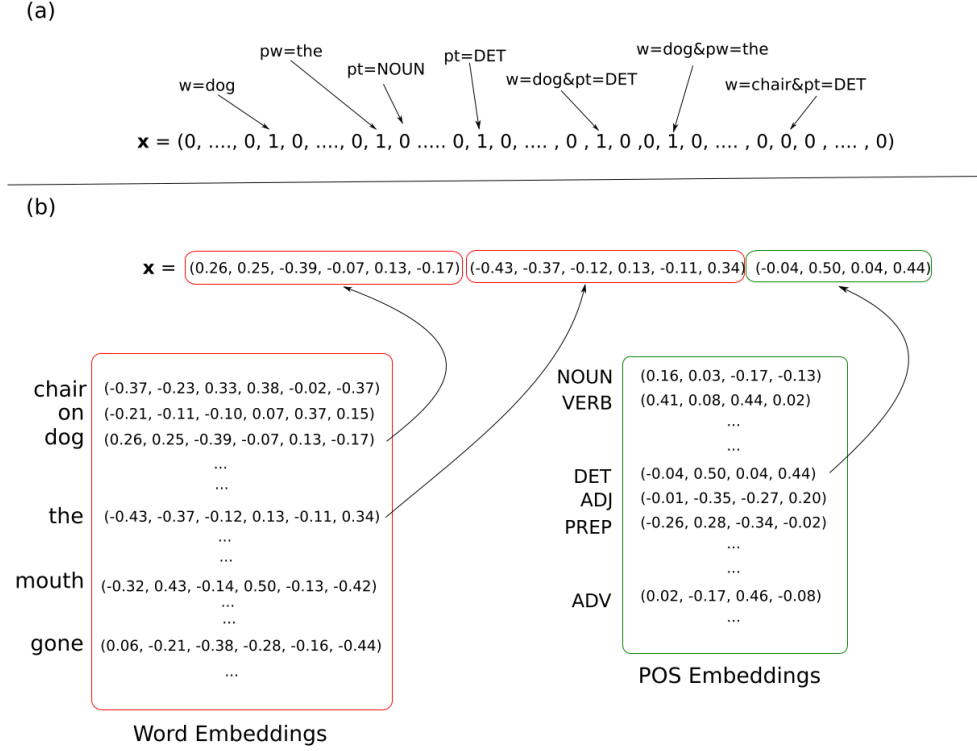 (a)
w=dog
pw=the
pt=NOUN
pt=DET
w=dog&pt=DET
w=dog&pw=the
w=chair&pt=DET
x = (0, ...., 0, 1, 0, ...., 0, 1, 0 ..... 0, 1, 0, .... , 0 , 1, 0 ,0, 1, 0, .... , 0, 0, 0 , .... , 0)
(b)
x = (0.26, 0.25, -0.39, -0.07, 0.13, -0.17) (-0.43, -0.37, -0.12, 0.13, -0.11, 0.34) (-0.04, 0.50, 0.04, 0.44)
chair (-0.37, -0.23, 0.33, 0.38, -0.02, -0.37)
on (-0.21, -0.11, -0.10, 0.07, 0.37, 0.15)
dog (0.26, 0.25, -0.39, -0.07, 0.13, -0.17)
...
...
the (-0.43, -0.37, -0.12, 0.13, -0.11, 0.34)
...
...
mouth (-0.32, 0.43, -0.14, 0.50, -0.13, -0.42)
...
...
gone (0.06, -0.21, -0.38, -0.28, -0.16, -0.44)
...
Word Embeddings
NOUN (0.16, 0.03, -0.17, -0.13)
VERB (0.41, 0.08, 0.44, 0.02)
...
...
DET (-0.04, 0.50, 0.04, 0.44)
ADJ (-0.01, -0.35, -0.27, 0.20)
PREP (-0.26, 0.28, -0.34, -0.02)
...
...
ADV (0.02, -0.17, 0.46, -0.08)
...
POS Embeddings